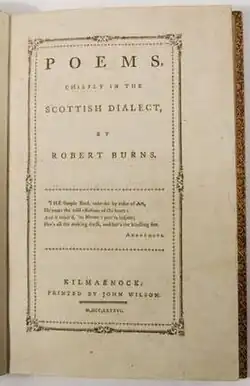 POEMS,
CHIEFLY IN THE
SCOTTISH DIALECT,
BY
ROBERT BURNS.
THE Simple Bard, unbroke by rules of Art,
He pours the wild effusions of the heart:
And if inspir'd, 'tis Nature's pow'rs inspire;
Her's all the melting thrill, and her's the kindling fire.
ANONYMOUS.
KILMARNOCK:
PRINTED BY JOHN WILSON.
M,DCC,LXXXVI.